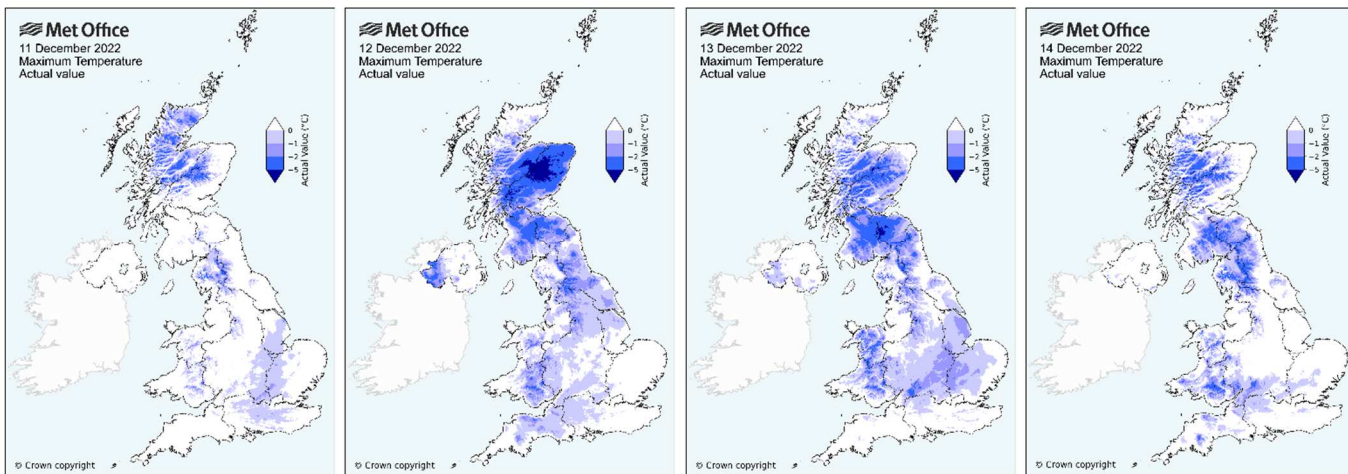 Met Office
11 December 2022
Maximum Temperature
Actual value
0
−1
−2
−5
Actual Value (°C)
© Crown copyright
Met Office
12 December 2022
Maximum Temperature
Actual value
0
−1
−2
−5
Actual Value (°C)
© Crown copyright
Met Office
13 December 2022
Maximum Temperature
Actual value
0
−1
−2
−5
Actual Value (°C)
© Crown copyright
Met Office
14 December 2022
Maximum Temperature
Actual value
0
−1
−2
−5
Actual Value (°C)
© Crown copyright